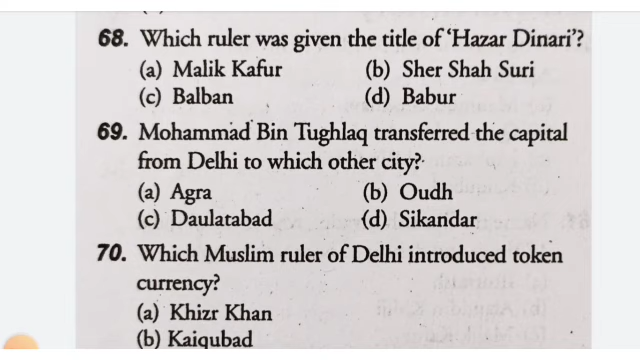 68. Which ruler was given the title of 'Hazar Dinari'?
(a) Malik Kafur (b) Sher Shah Suri
(c) Balban (d) Babur
69. Mohammad Bin Tughlaq transferred the capital
from Delhi to which other city?
(a) Agra (b) Oudh
(c) Daulatabad (d) Sikandar
70. Which Muslim ruler of Delhi introduced token
currency?
(a) Khizr Khan
(b) Kaiqubad